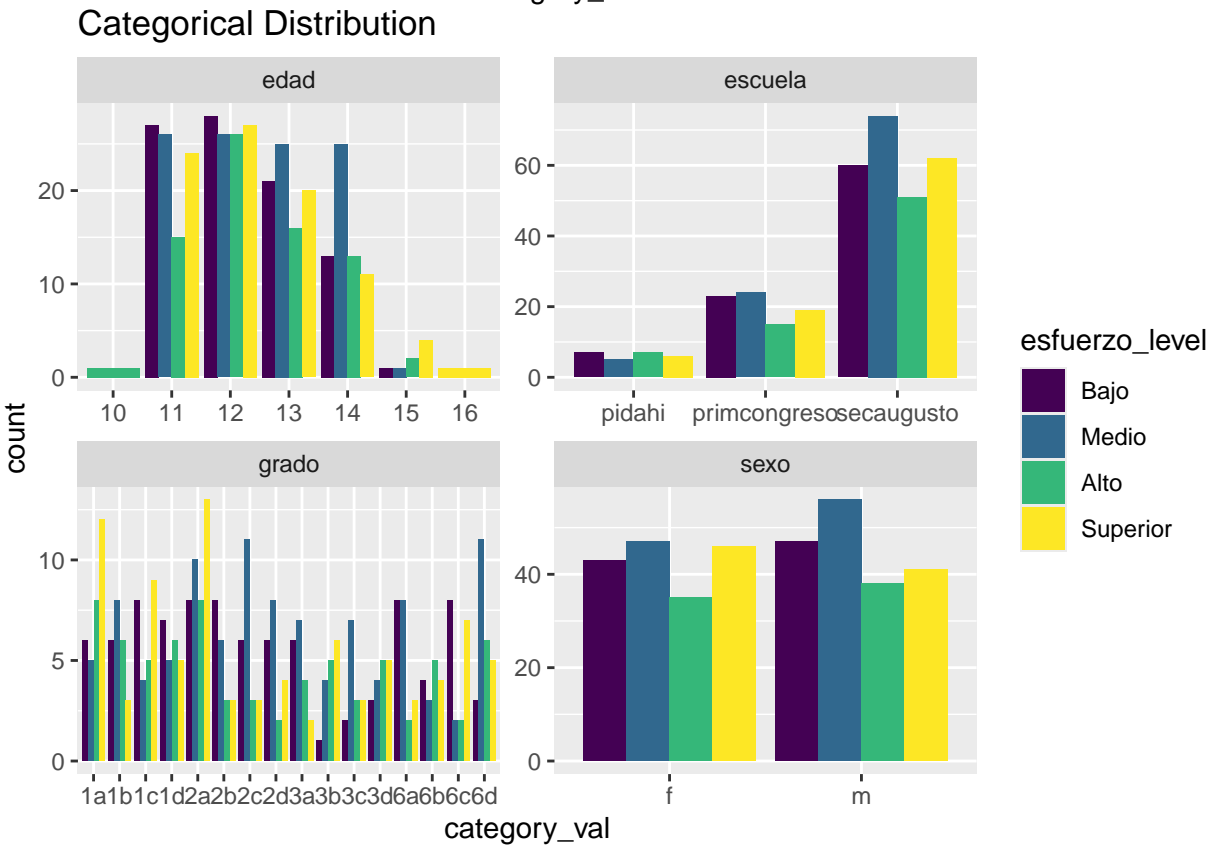 Categorical Distribution
edad
escuela
20
10
0
10 11 12 13 14 15 16
60
40
20
0
pidahi primcongreso secaugusto
grado
sexo
10
5
0
1a 1b 1c 1d 2a 2b 2c 2d 3a 3b 3c 3d 6a 6b 6c 6d
40
20
0
f m
count
category_val
esfuerzo_level
Bajo
Medio
Alto
Superior